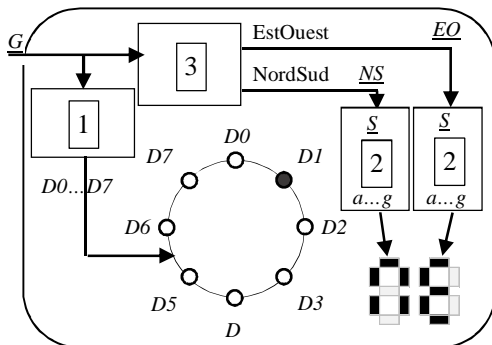 G
EstOuest
EO
3
NordSud
NS
1
S
S
2
2
D0
D7
D1
D0...D7
a...g
a...g
D6
D2
D5
D3
D